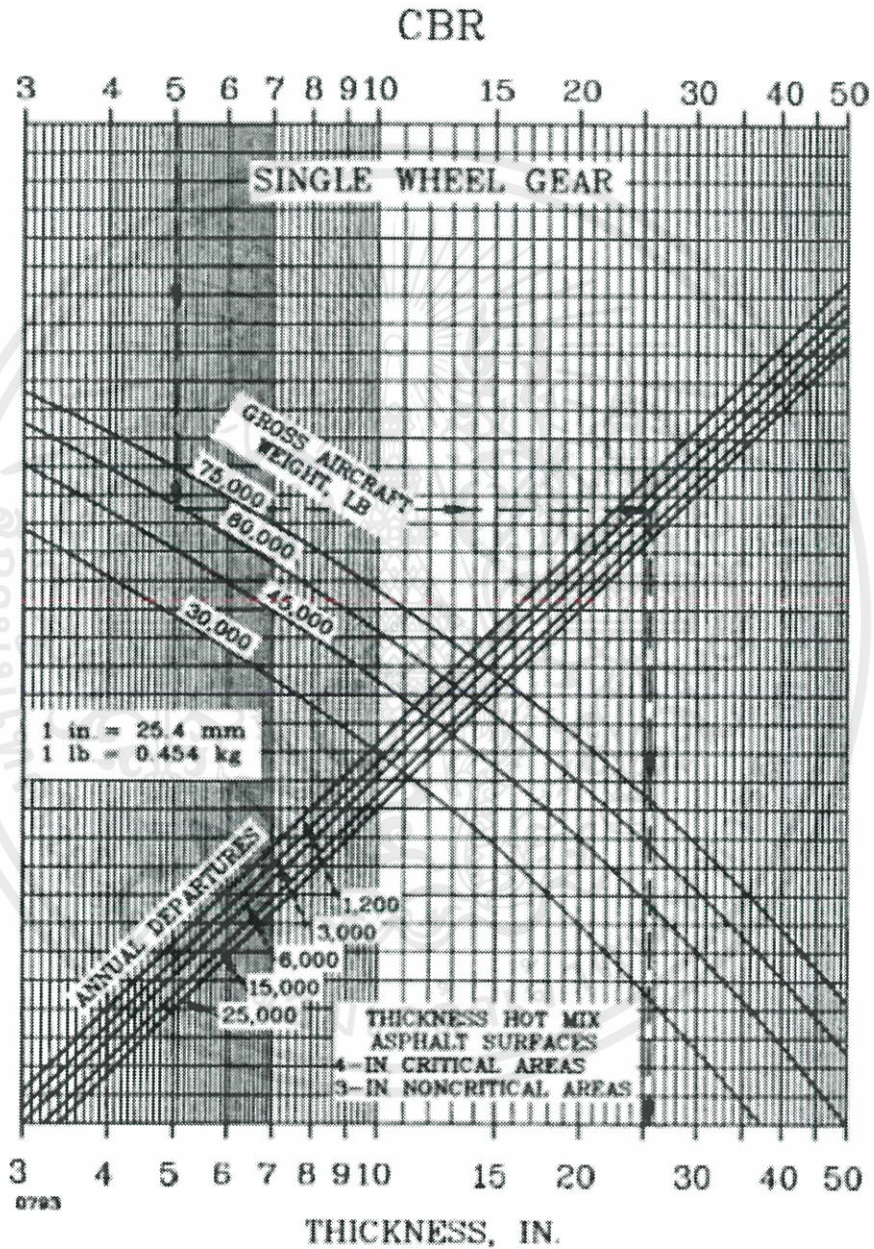 CBR
3 4 5 6 7 8 9 10 15 20 30 40 50
SINGLE WHEEL GEAR
GROSS AIRCRAFT
WEIGHT, LB
75,000
60,000
45,000
30,000
1 in = 25.4 mm
1 lb = 0.454 kg
ANNUAL DEPARTURES
1,200
3,000
6,000
15,000
25,000
THICKNESS HOT MIX
ASPHALT SURFACES
4-IN CRITICAL AREAS
3-IN NONCRITICAL AREAS
3 4 5 6 7 8 9 10 15 20 30 40 50
0793
THICKNESS, IN.